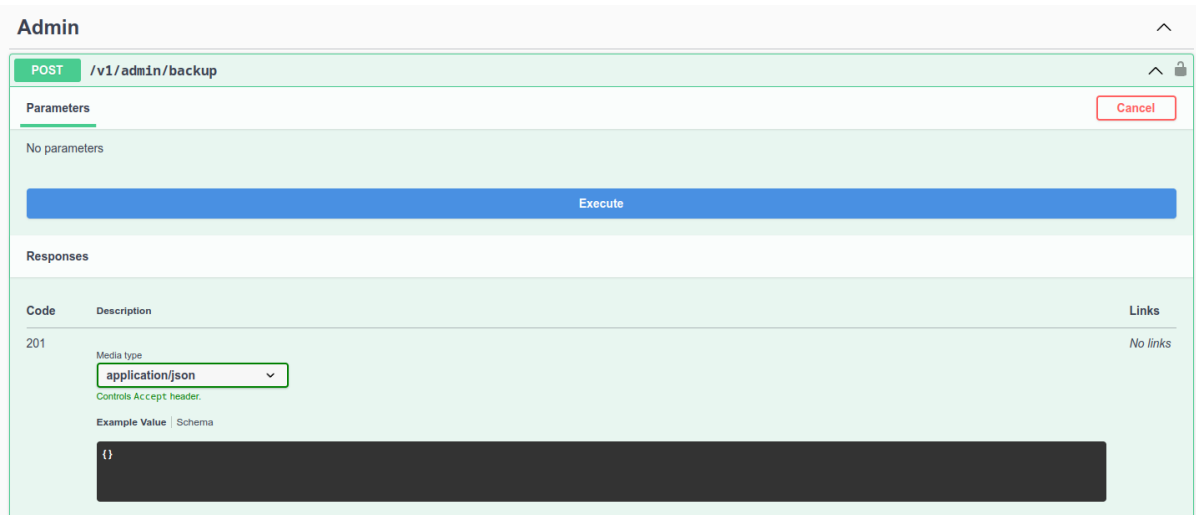 Admin
POST /v1/admin/backup
Parameters Cancel
No parameters
Execute
Responses
Code Description Links
201 No links
Media type
application/json
Controls Accept header.
Example Value Schema
{}